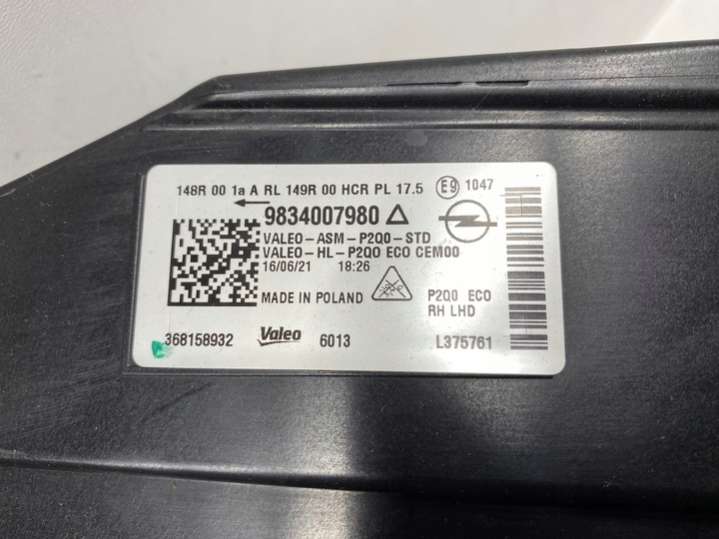 148R 00 1a A RL 149R 00 HCR PL 17.5 E9 1047
9834007980
VALEO-ASM-P2Q0-STD
VALEO-HL-P2QO ECO CEM00
16/06/21 18:26
MADE IN POLAND
P2Q0 ECO
RH LHD
368158932 Valeo 6013 L375761